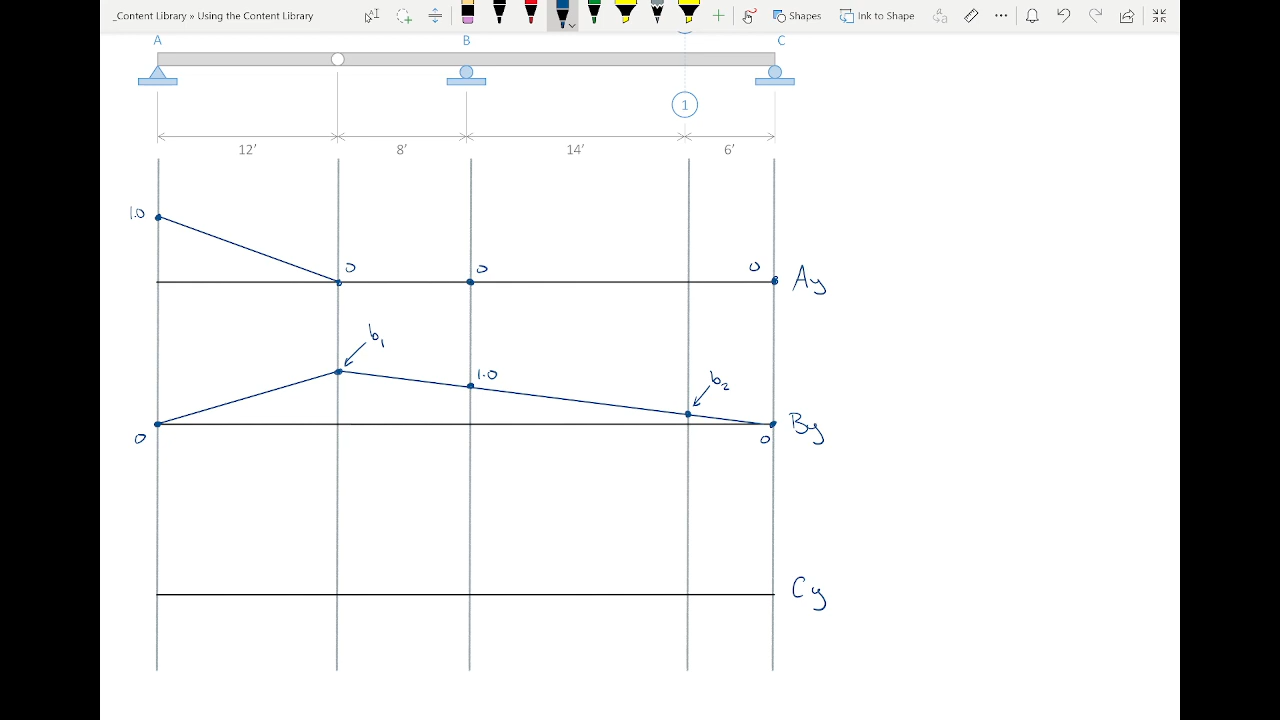 _Content Library » Using the Content Library
Shapes
Ink to Shape
A
B
C
1
12’
8’
14’
6’
1.0
0
0
0
Ay
b1
1.0
b2
By
0
0
Cy